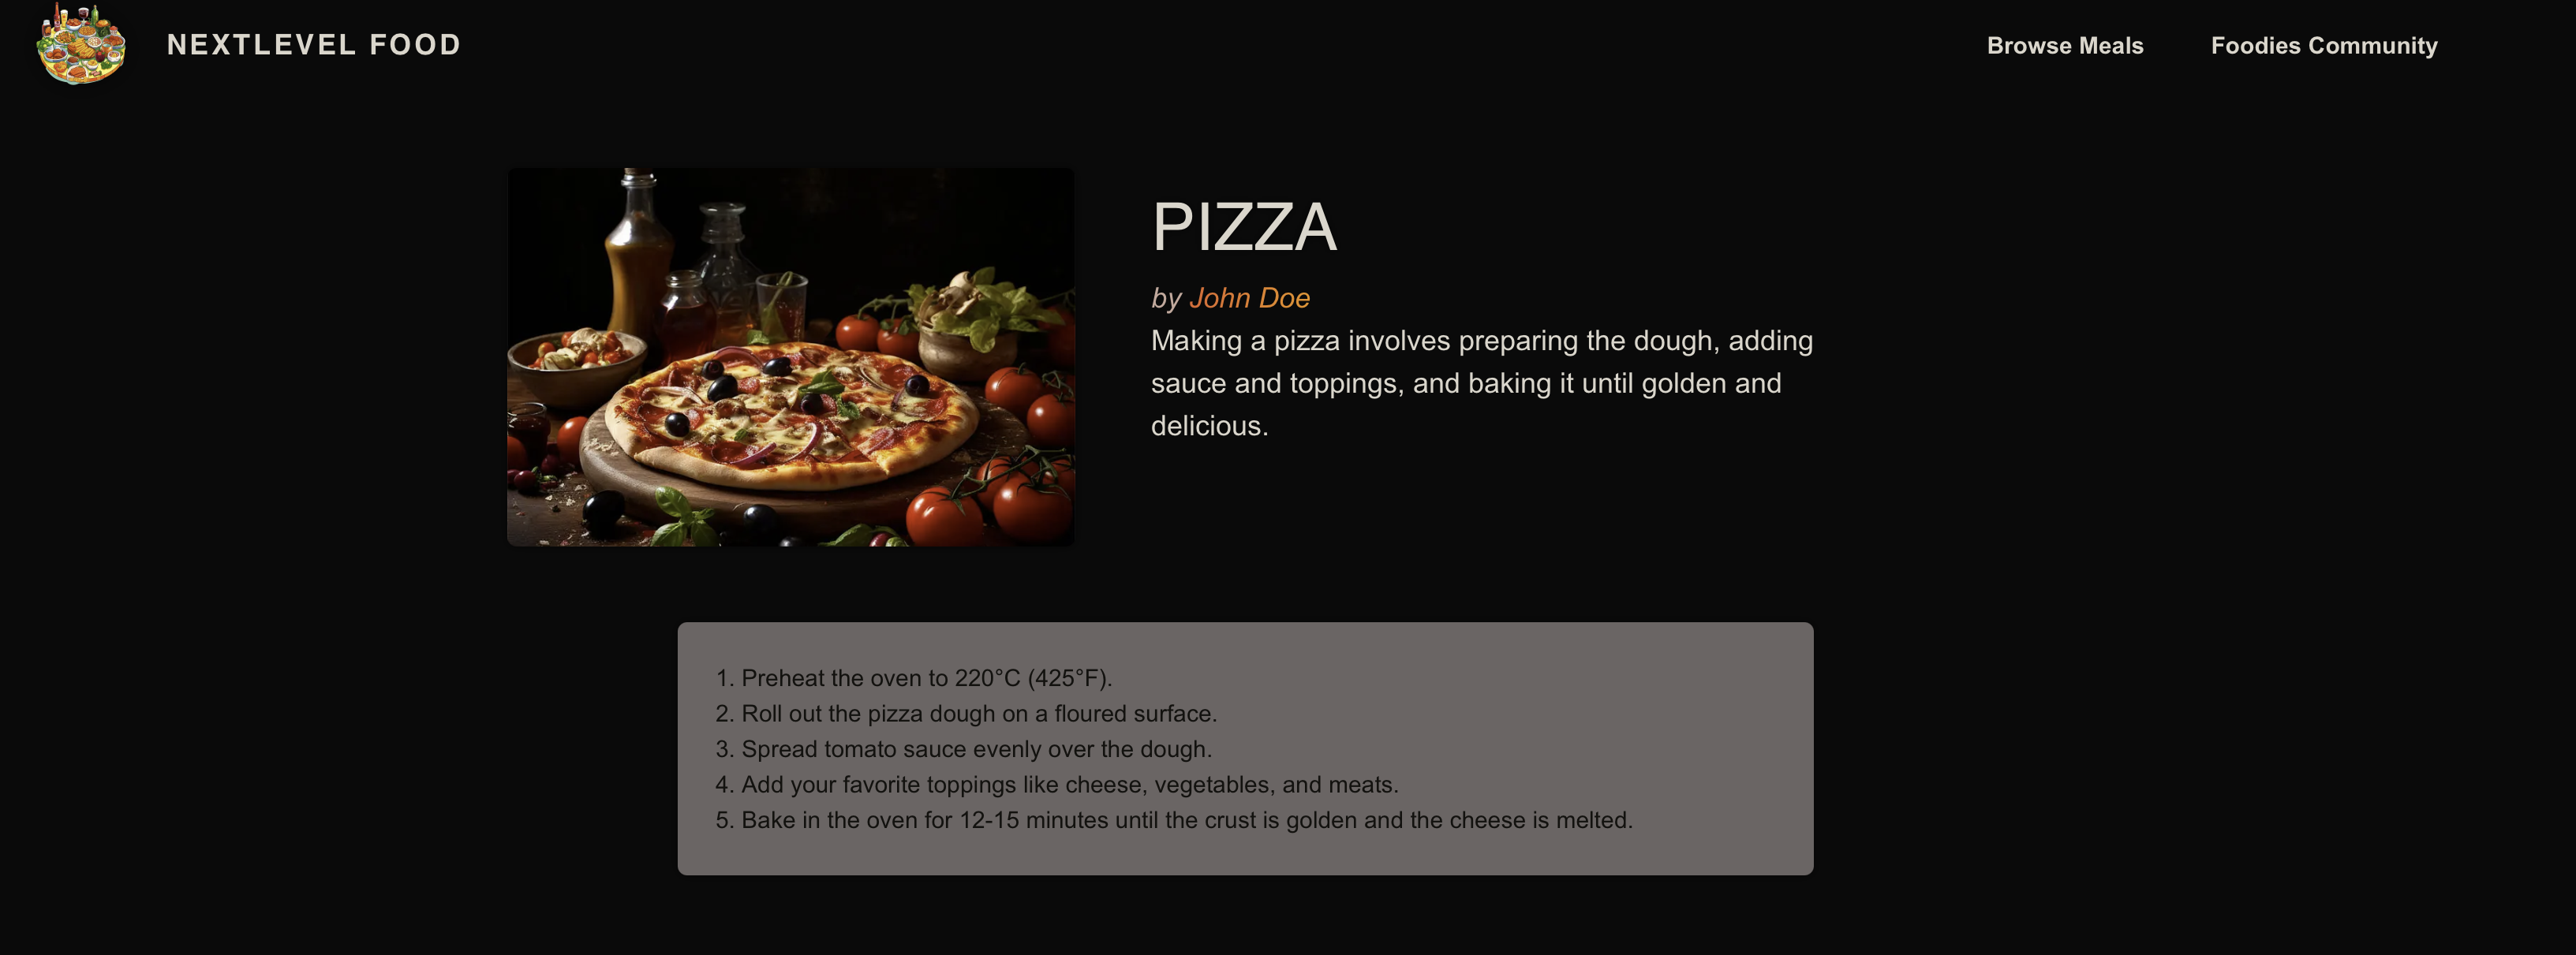 NEXTLEVEL FOOD
Browse Meals
Foodies Community
PIZZA
by John Doe
Making a pizza involves preparing the dough, adding
sauce and toppings, and baking it until golden and
delicious.
1. Preheat the oven to 220°C (425°F).
2. Roll out the pizza dough on a floured surface.
3. Spread tomato sauce evenly over the dough.
4. Add your favorite toppings like cheese, vegetables, and meats.
5. Bake in the oven for 12-15 minutes until the crust is golden and the cheese is melted.